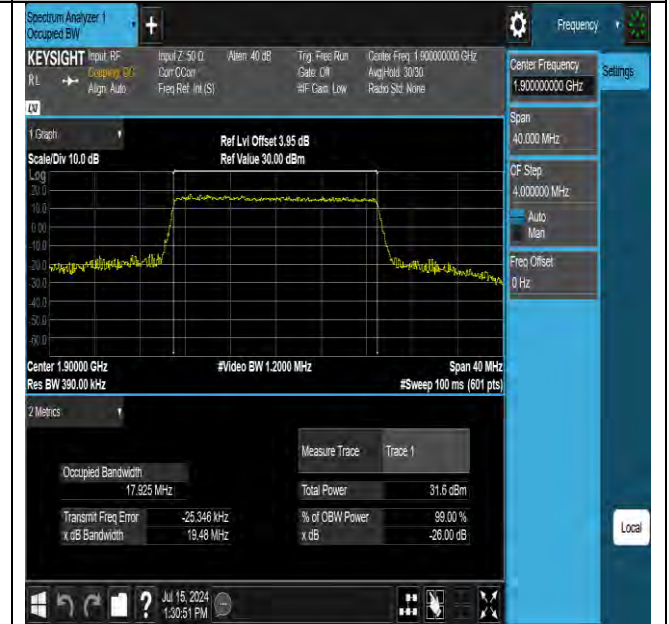 Spectrum Analyzer 1
Occupied BW
+
Frequency
KEYSIGHT Input: RF Input Z: 50 Ω Atten: 40 dB Trig: Free Run Center Freq: 1.900000000 GHz
RL Coupling: DC Corr CCorr Gate: Off Avg|Hold: 30/30
Align: Auto Freq Ref: Int (S) #IF Gain: Low Radio Std: None
LXI
1 Graph
Ref Lvl Offset 3.95 dB
Scale/Div 10.0 dB Ref Value 30.00 dBm
Log
20.0
10.0
0.00
-10.0
-20.0
-30.0
-40.0
-50.0
-60.0
Center 1.90000 GHz #Video BW 1.2000 MHz Span 40 MHz
Res BW 390.00 kHz #Sweep 100 ms (601 pts)
2 Metrics
Measure Trace Trace 1
Occupied Bandwidth
17.925 MHz Total Power 31.6 dBm
Transmit Freq Error -25.346 kHz % of OBW Power 99.00 %
x dB Bandwidth 19.48 MHz x dB -26.00 dB
Center Frequency
1.900000000 GHz
Settings
Span
40.000 MHz
CF Step
4.000000 MHz
Auto
Man
Freq Offset
0 Hz
Local
? Jul 15, 2024
1:30:51 PM